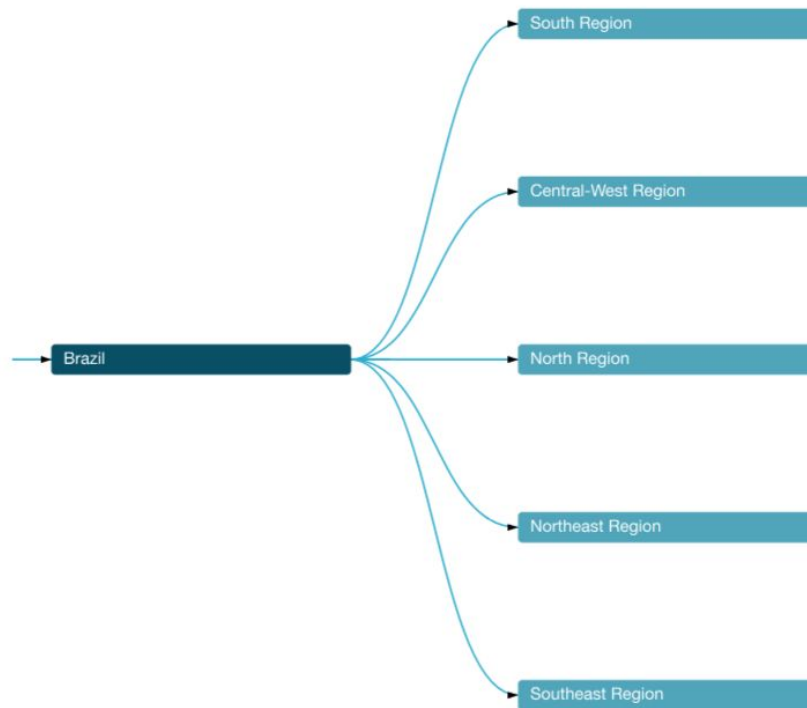 South Region
Central-West Region
Brazil
North Region
Northeast Region
Southeast Region